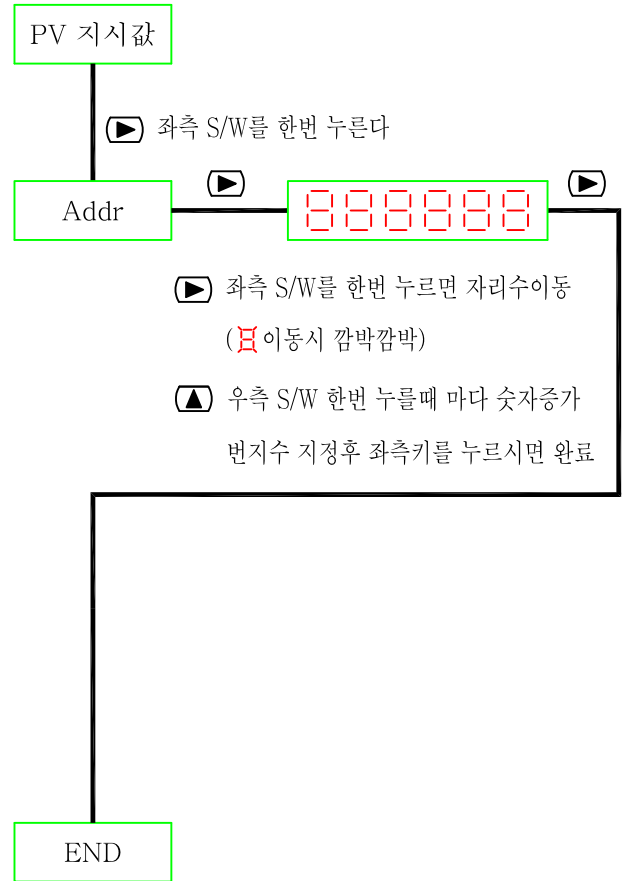 PV 지시값
좌측 S/W를 한번 누른다
Addr
888888
좌측 S/W를 한번 누르면 자리수이동
(8이동시 깜박깜박)
우측 S/W 한번 누를때 마다 숫자증가
번지수 지정후 좌측키를 누르시면 완료
END